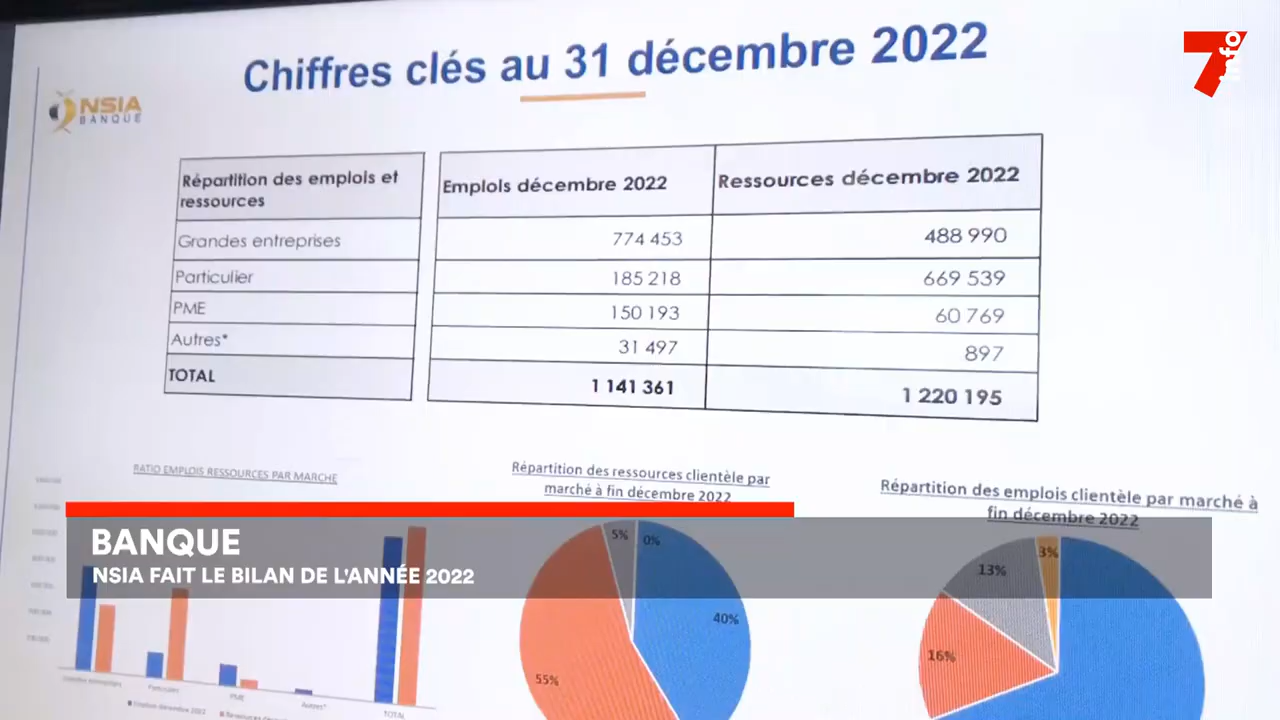 Chiffres clés au 31 décembre 2022
7info
NSIA
BANQUE
Répartition des emplois et
ressources
Emplois décembre 2022
Ressources décembre 2022
Grandes entreprises
774 453
488 990
Particulier
185 218
669 539
PME
150 193
60 769
Autres*
31 497
897
TOTAL
1 141 361
1 220 195
RATIO EMPLOIS RESSOURCES PAR MARCHE
Répartition des ressources clientèle par
marché à fin décembre 2022
Répartition des emplois clientèle par marché à
fin décembre 2022
BANQUE
NSIA FAIT LE BILAN DE L'ANNÉE 2022
5%
0%
40%
55%
3%
13%
16%
Particulier
PME
Autres*
TOTAL